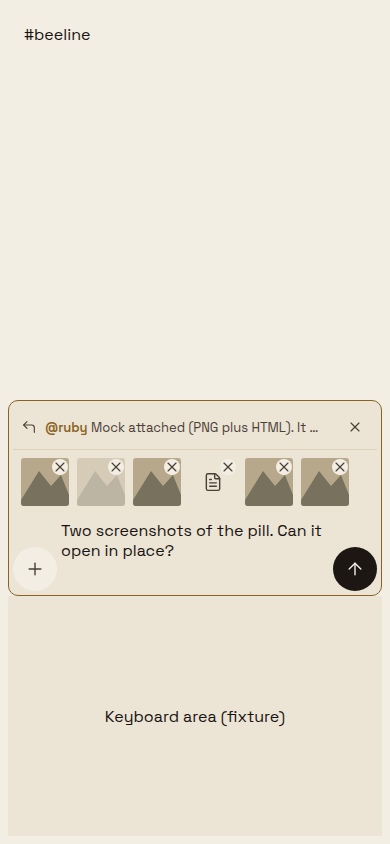 #beeline
@ruby Mock attached (PNG plus HTML). It …
Two screenshots of the pill. Can it
open in place?
Keyboard area (fixture)